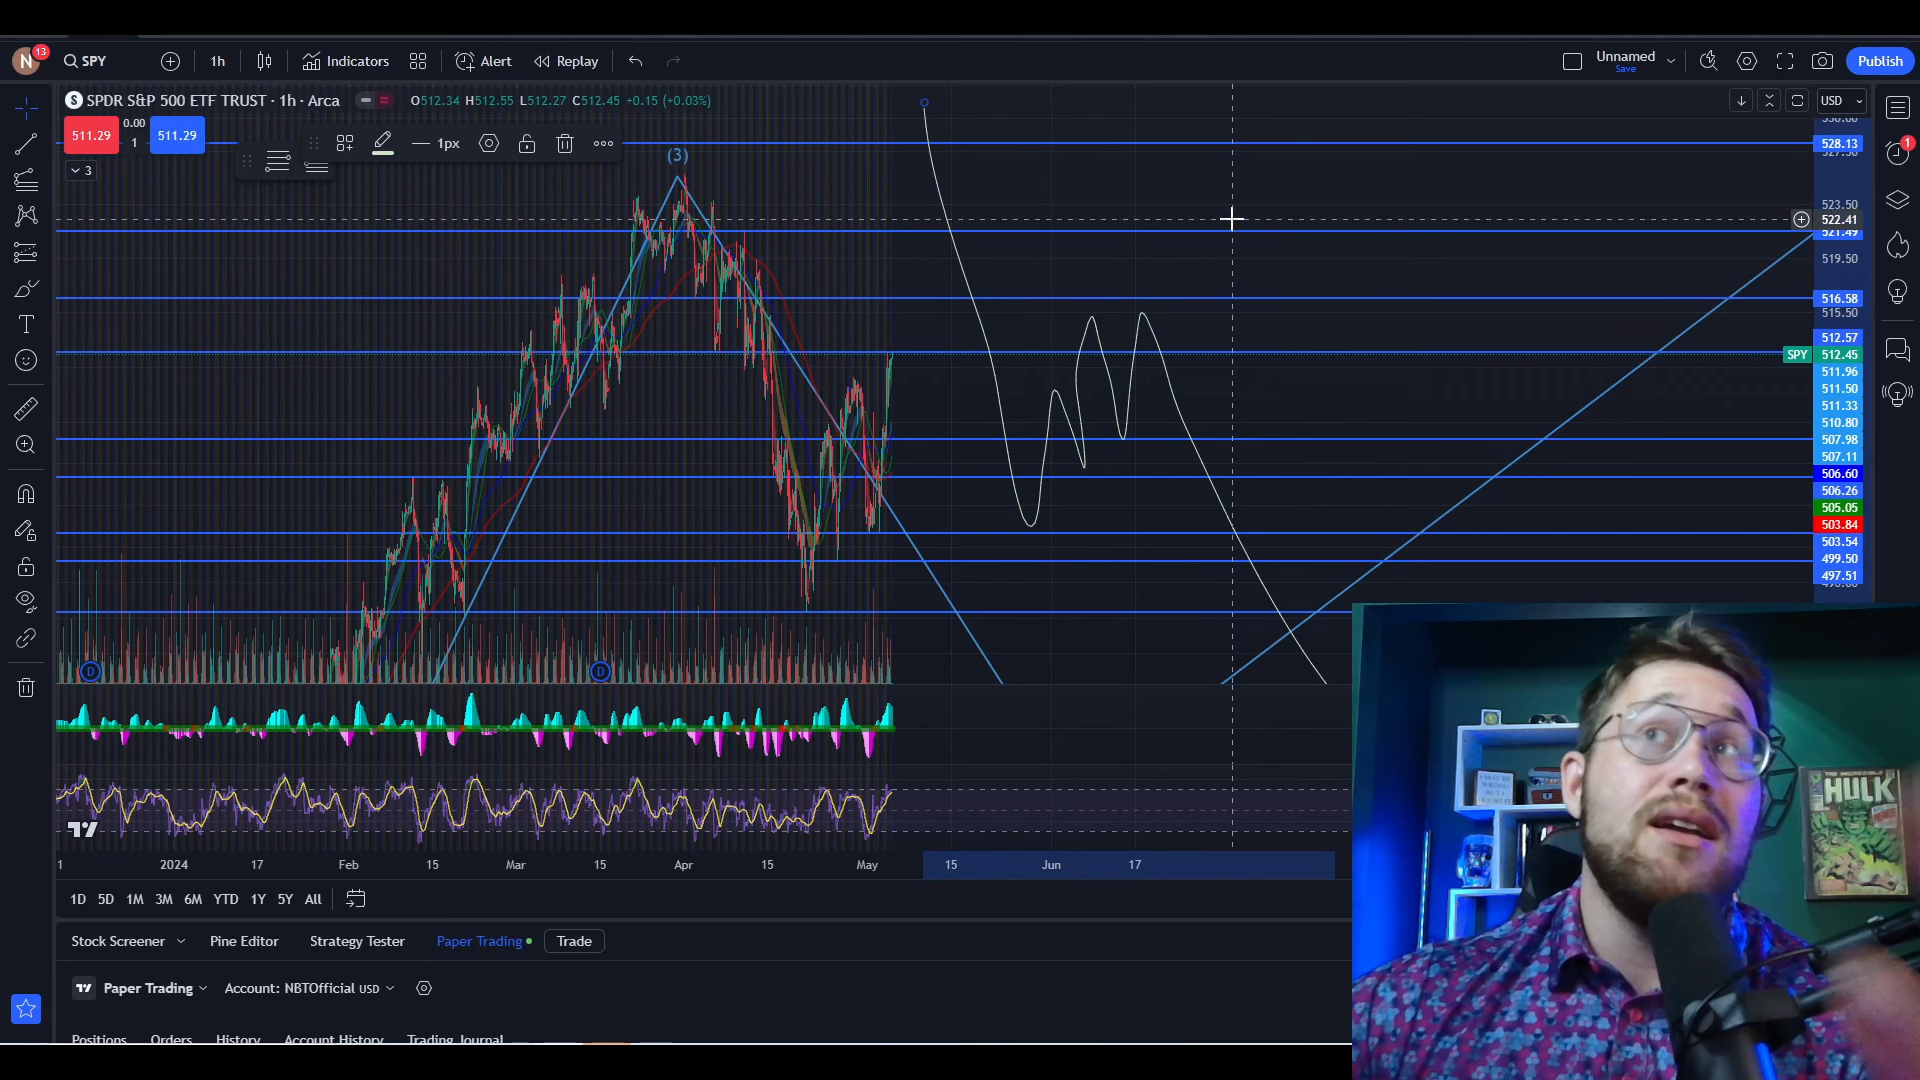 N 13 SPY 1h Indicators Alert Replay Unnamed Save Publish
S SPDR S&P 500 ETF TRUST · 1h · Arca O512.34 H512.55 L512.27 C512.45 +0.15 (+0.03%) USD
511.29 0.00 1 511.29
1px
3
(3)
528.13
527.50
523.50
522.41
521.49
519.50
516.58
515.50
512.57
SPY 512.45
511.96
511.50
511.33
510.80
507.98
507.11
506.60
506.26
505.05
503.84
503.54
499.50
497.51
1
T
D D
1 2024 17 Feb 15 Mar 15 Apr 15 May 15 Jun 17
1D 5D 1M 3M 6M YTD 1Y 5Y All
Stock Screener Pine Editor Strategy Tester Paper Trading Trade
Paper Trading Account: NBTOfficial USD
Positions Orders History Account History Trading Journal
THE INCREDIBLE
HULK